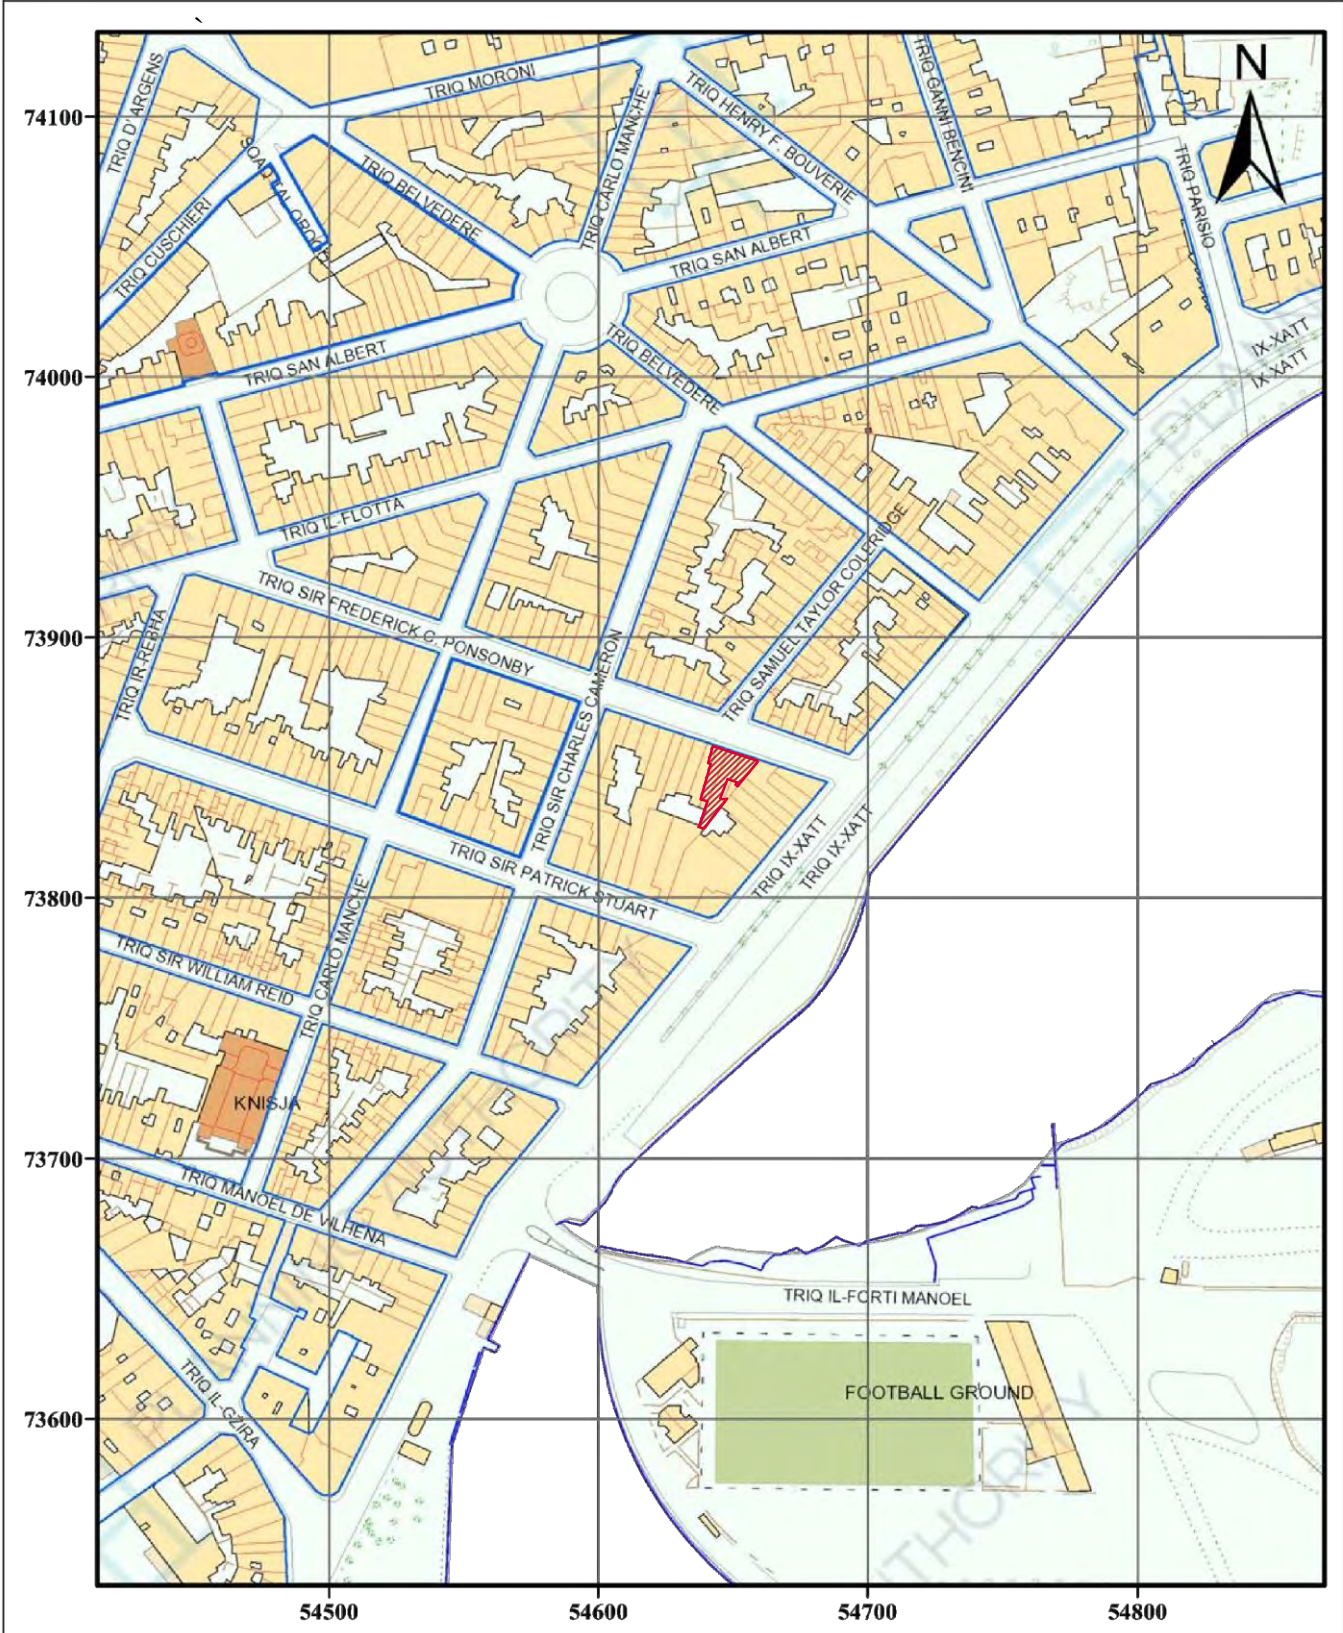 `
N
TRIQ D'ARGENS
TRIQ MORONI
TRIQ CARLO MANCHE'
TRIQ HENRY F. BOUVERIE
TRIQ GANNI BENCINI
TRIQ PARISIO
TRIQ CUSCHIERI
TRIQ BELVEDERE
TRIQ SAN ALBERT
IX-XATT
IX-XATT
TRIQ SAN ALBERT
TRIQ BELVEDERE
TRIQ IL-FLOTTA
TRIQ SIR FREDERICK C. PONSONBY
TRIQ SAMUEL TAYLOR COLERIDGE
TRIQ IR-REBHA
TRIQ SIR CHARLES CAMERON
TRIQ SIR PATRICK STUART
TRIQ IX-XATT
TRIQ IX-XATT
TRIQ CARLO MANCHE'
TRIQ SIR WILLIAM REID
KNISJA
TRIQ MANOEL DE VILHENA
TRIQ IL-FORTI MANOEL
TRIQ IL-GZIRA
FOOTBALL GROUND
74100
74000
73900
73800
73700
73600
54500
54600
54700
54800